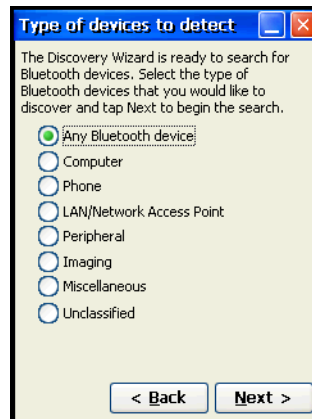 Type of devices to detect
The Discovery Wizard is ready to search for
Bluetooth devices. Select the type of
Bluetooth devices that you would like to
discover and tap Next to begin the search.
Any Bluetooth device
Computer
Phone
LAN/Network Access Point
Peripheral
Imaging
Miscellaneous
Unclassified
< Back Next >